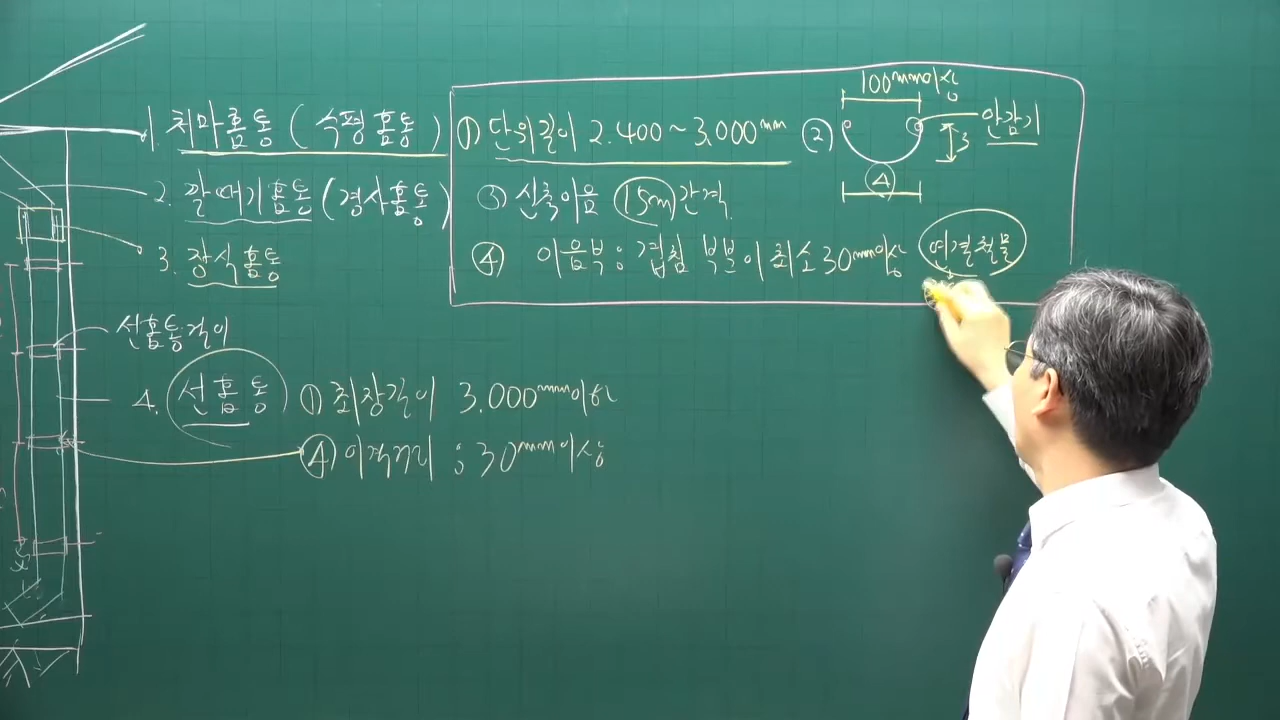 1. 처마홈통 (수평홈통)
① 단위길이 2.400~3.000mm
②
100mm이상
안감기
3
4
2. 깔때기홈통 (경사홈통)
③ 신축이음 15m 간격
3. 장식홈통
④ 이음부 : 겹침 부분이 최소 30mm이상 연결철물
선홈통걸이
4. 선홈통 ① 최장길이 3.000mm이하
④ 이격거리 : 30mm이상